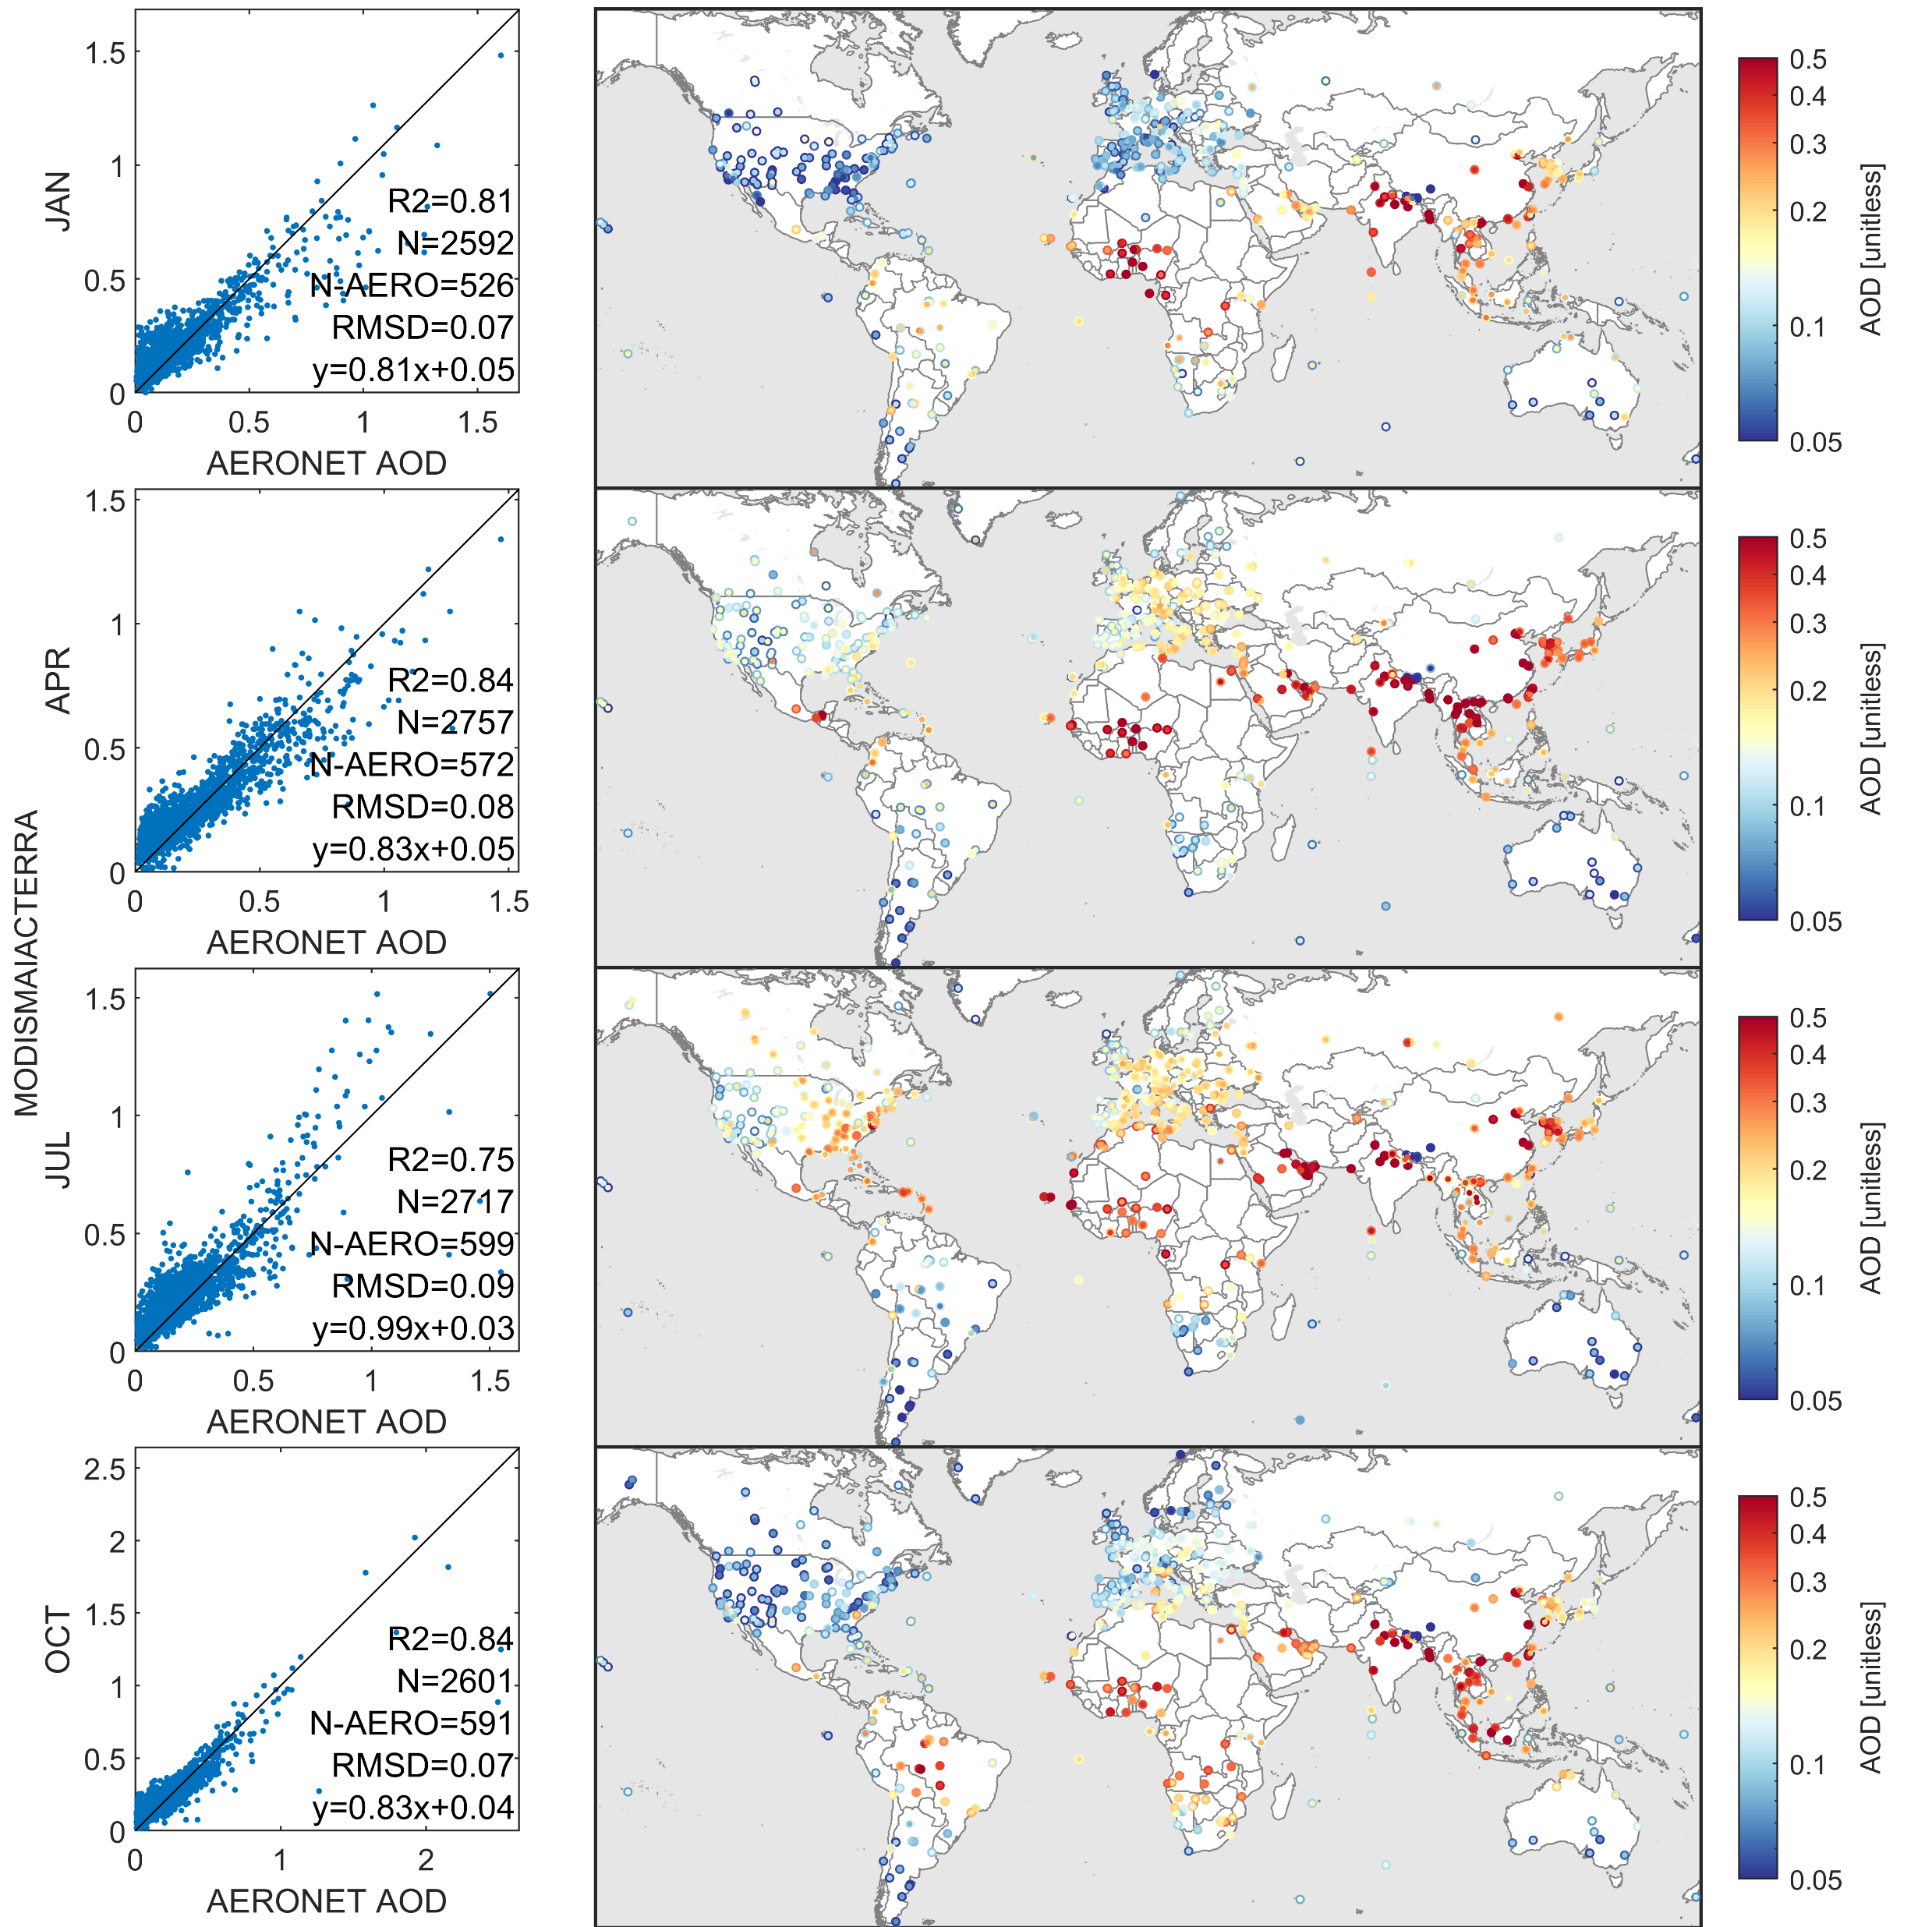 MODISMAIACTERRA
JAN
1.5
1
0.5
0
0 0.5 1 1.5
AERONET AOD
R2=0.81
N=2592
N-AERO=526
RMSD=0.07
y=0.81x+0.05
0.5
0.4
0.3
0.2
0.1
0.05
AOD [unitless]
APR
1.5
1
0.5
0
0 0.5 1 1.5
AERONET AOD
R2=0.84
N=2757
N-AERO=572
RMSD=0.08
y=0.83x+0.05
0.5
0.4
0.3
0.2
0.1
0.05
AOD [unitless]
JUL
1.5
1
0.5
0
0 0.5 1 1.5
AERONET AOD
R2=0.75
N=2717
N-AERO=599
RMSD=0.09
y=0.99x+0.03
0.5
0.4
0.3
0.2
0.1
0.05
AOD [unitless]
OCT
2.5
2
1.5
1
0.5
0
0 1 2
AERONET AOD
R2=0.84
N=2601
N-AERO=591
RMSD=0.07
y=0.83x+0.04
0.5
0.4
0.3
0.2
0.1
0.05
AOD [unitless]